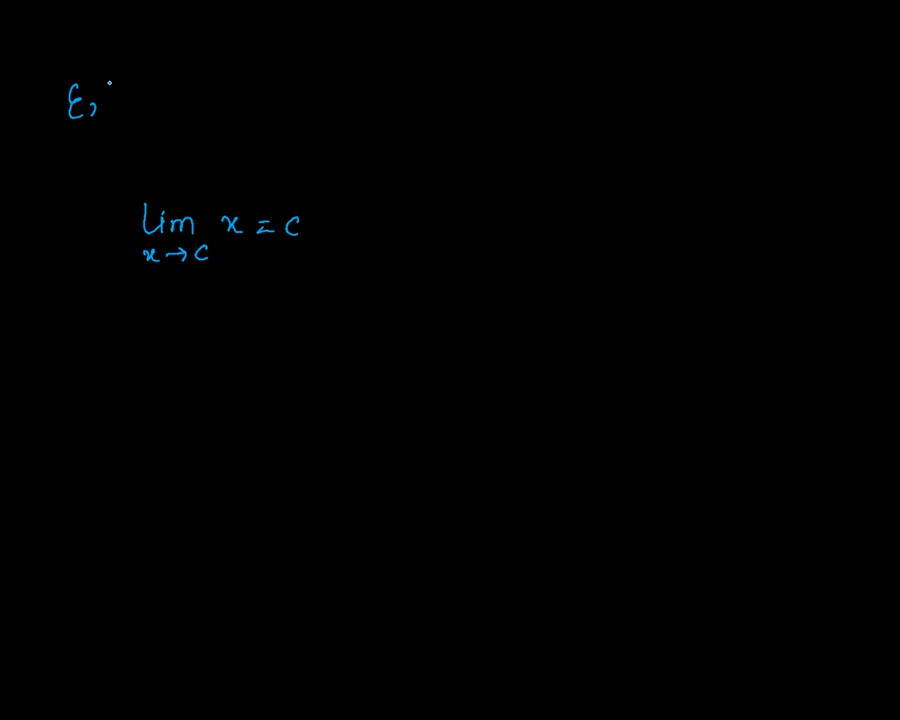 ε,
lim x = c
x → c